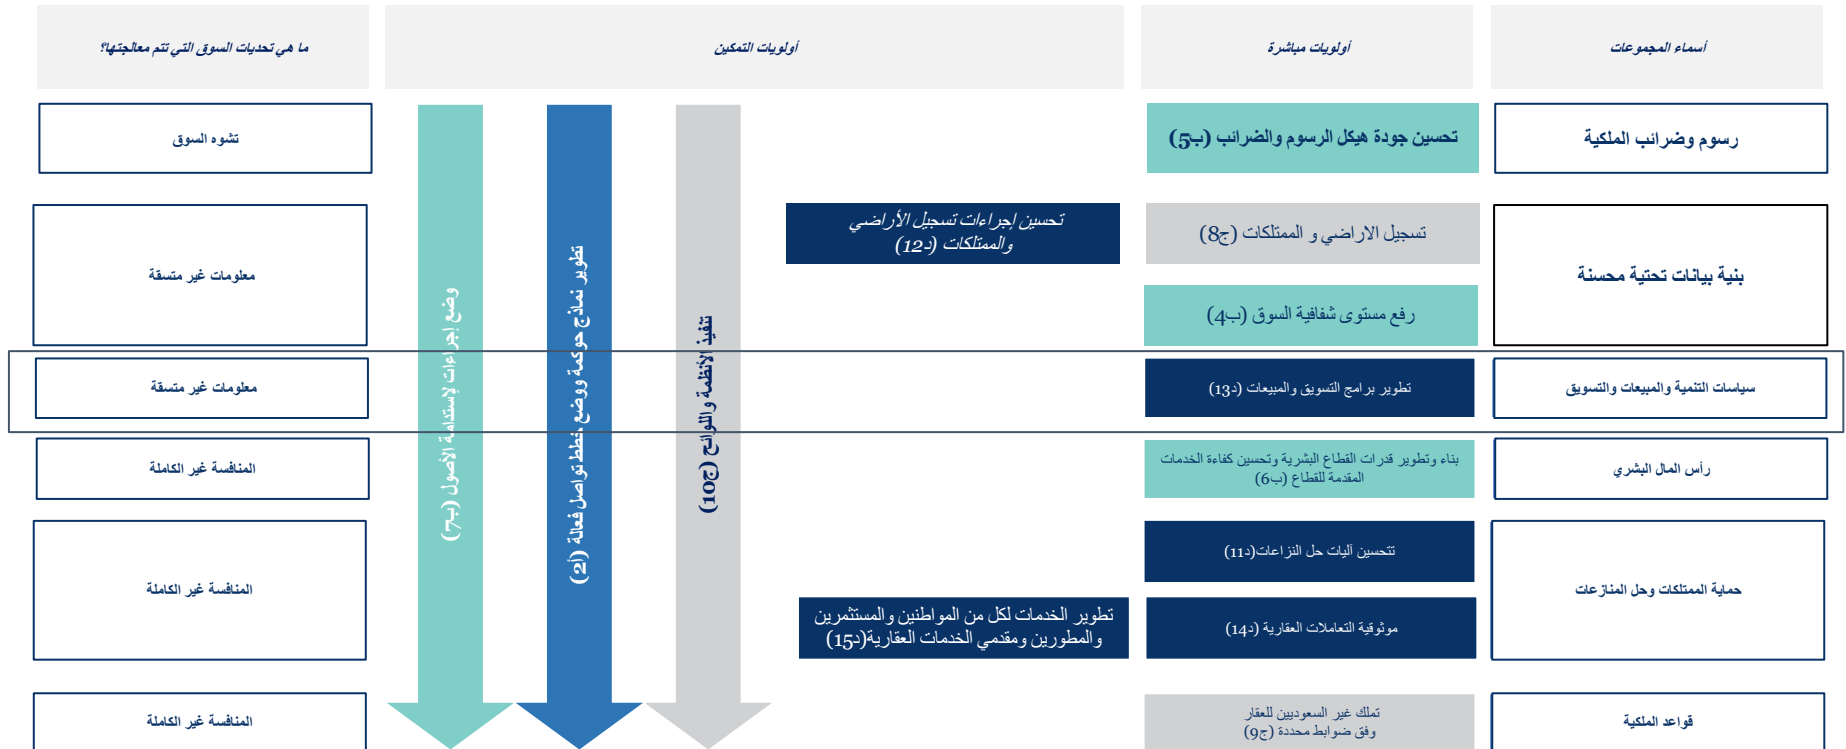 أسماء المجموعات
أولويات مباشرة
أولويات التمكين
ما هي تحديات السوق التي تتم معالجتها؟
رسوم وضرائب الملكية
تحسين جودة هيكل الرسوم والضرائب (ب5)
تشوه السوق
بنية بيانات تحتية محسنة
تسجيل الاراضي و الممتلكات (ج8)
تحسين إجراءات تسجيل الأراضي
والممتلكات (د12)
رفع مستوى شفافية السوق (ب4)
معلومات غير متسقة
سياسات التنمية والمبيعات والتسويق
تطوير برامج التسويق والمبيعات (د13)
معلومات غير متسقة
رأس المال البشري
بناء وتطوير قدرات القطاع البشرية وتحسين كفاءة الخدمات
المقدمة للقطاع (ب6)
المنافسة غير الكاملة
حماية الممتلكات وحل المنازعات
تتحسين آليات حل النزاعات(د11)
موثوقية التعاملات العقارية (د14)
تطوير الخدمات لكل من المواطنين والمستثمرين
والمطورين ومقدمي الخدمات العقارية(د15)
المنافسة غير الكاملة
قواعد الملكية
تملك غير السعوديين للعقار
وفق ضوابط محددة (ج9)
المنافسة غير الكاملة
تنفيذ الأنظمة واللوائح (ج10)
تطوير نماذج حوكمة ووضع خطط تواصل فعالة (أ2)
وضع إجراءات لإستدامة الأصول (ب7)